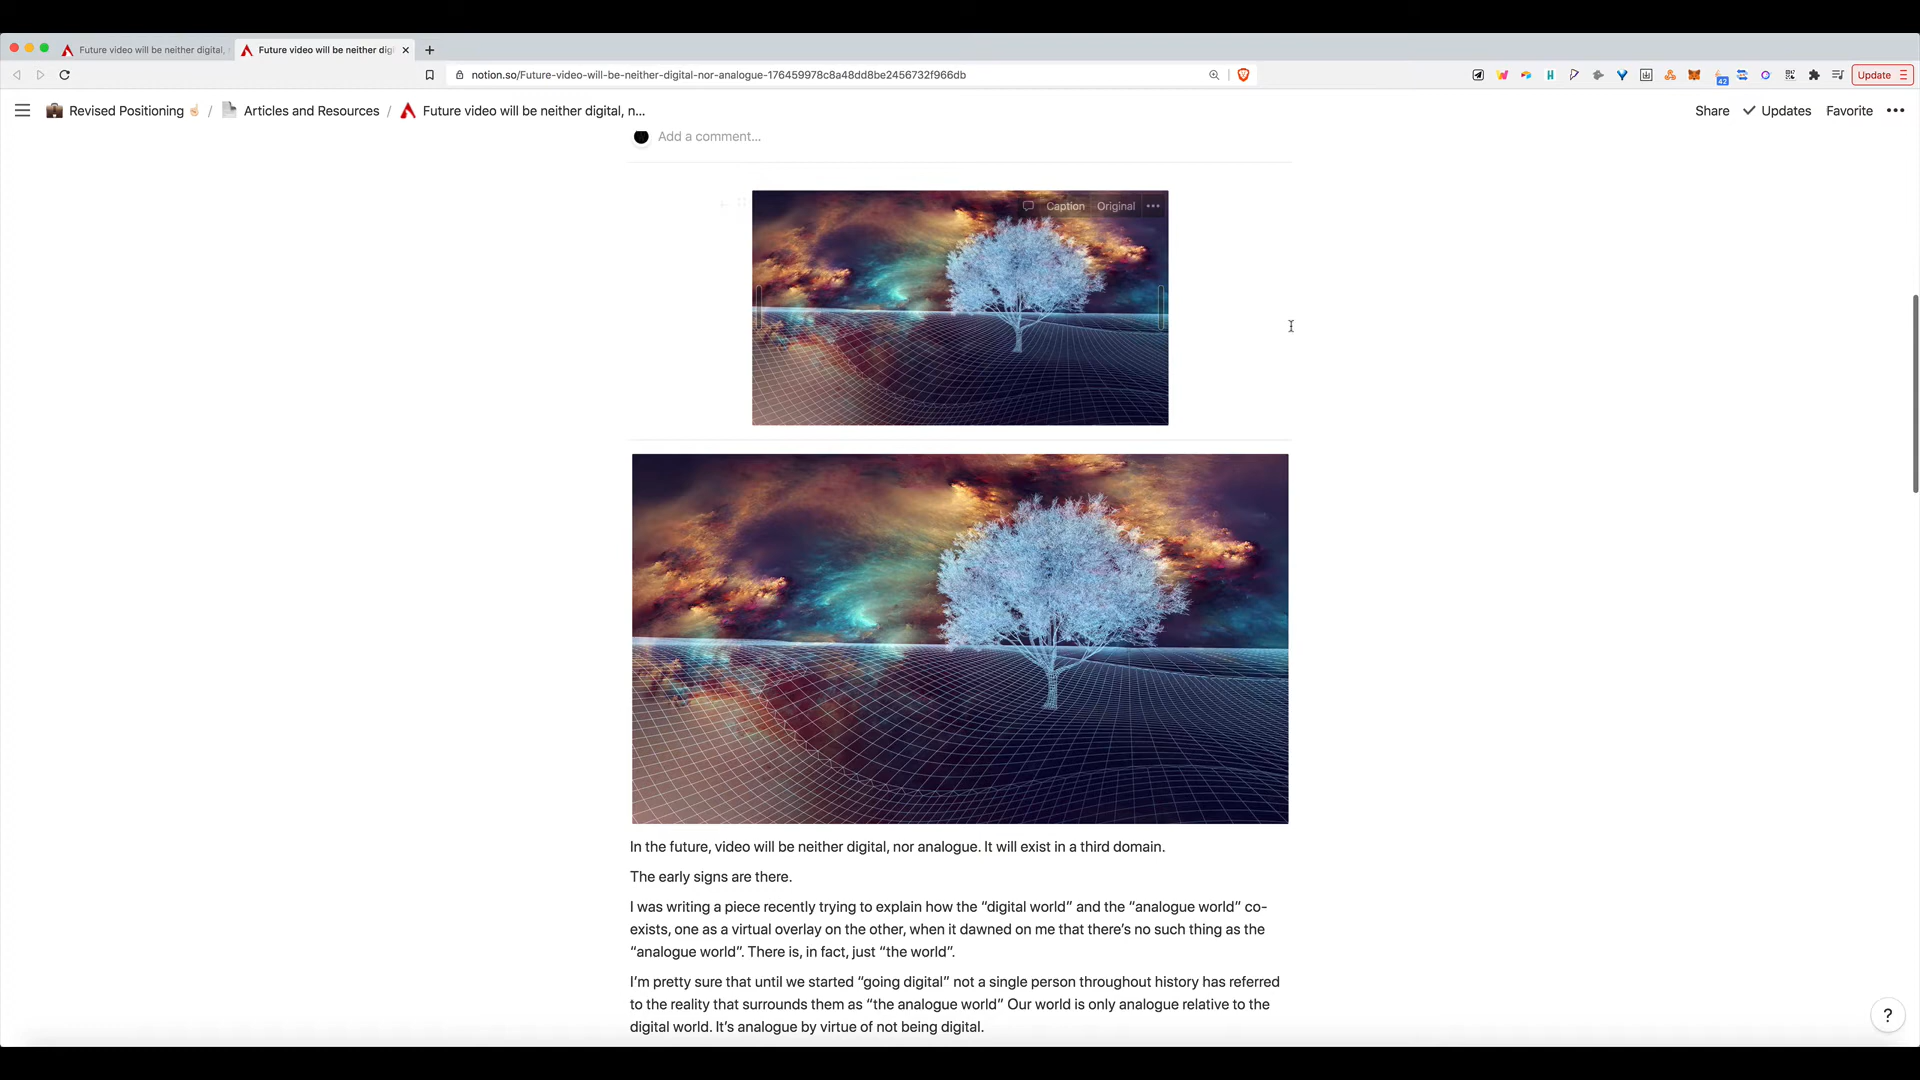 Future video will be neither digital,
Future video will be neither dig
notion.so/Future-video-will-be-neither-digital-nor-analogue-176459978c8a48dd8be2456732f966db
42
Update
Revised Positioning / Articles and Resources / Future video will be neither digital, n...
Share Updates Favorite
Add a comment...
Caption Original
In the future, video will be neither digital, nor analogue. It will exist in a third domain.
The early signs are there.
I was writing a piece recently trying to explain how the “digital world” and the “analogue world” co-
exists, one as a virtual overlay on the other, when it dawned on me that there’s no such thing as the
“analogue world”. There is, in fact, just “the world”.
I’m pretty sure that until we started “going digital” not a single person throughout history has referred
to the reality that surrounds them as “the analogue world” Our world is only analogue relative to the
digital world. It’s analogue by virtue of not being digital.
?